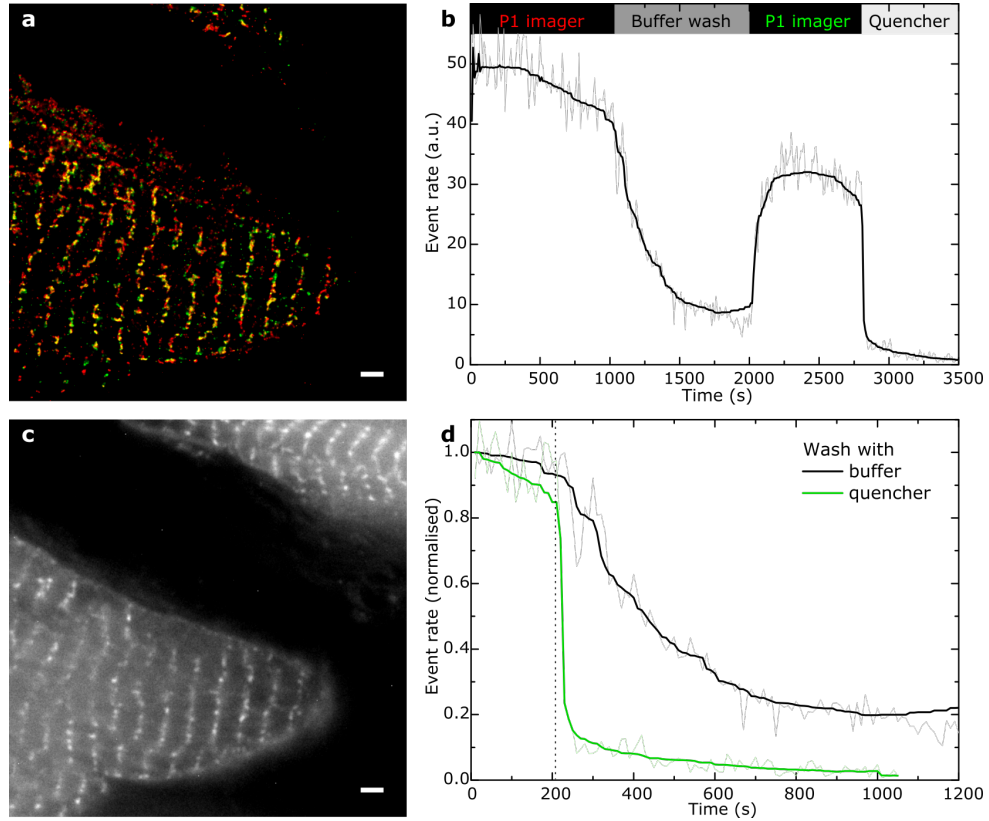 a
b
P1 imager Buffer wash P1 imager Quencher
Event rate (a.u.)
50
40
30
20
10
0
0 500 1000 1500 2000 2500 3000 3500
Time (s)
c
d
Wash with
buffer
quencher
Event rate (normalised)
1.0
0.8
0.6
0.4
0.2
0.0
0 200 400 600 800 1000 1200
Time (s)